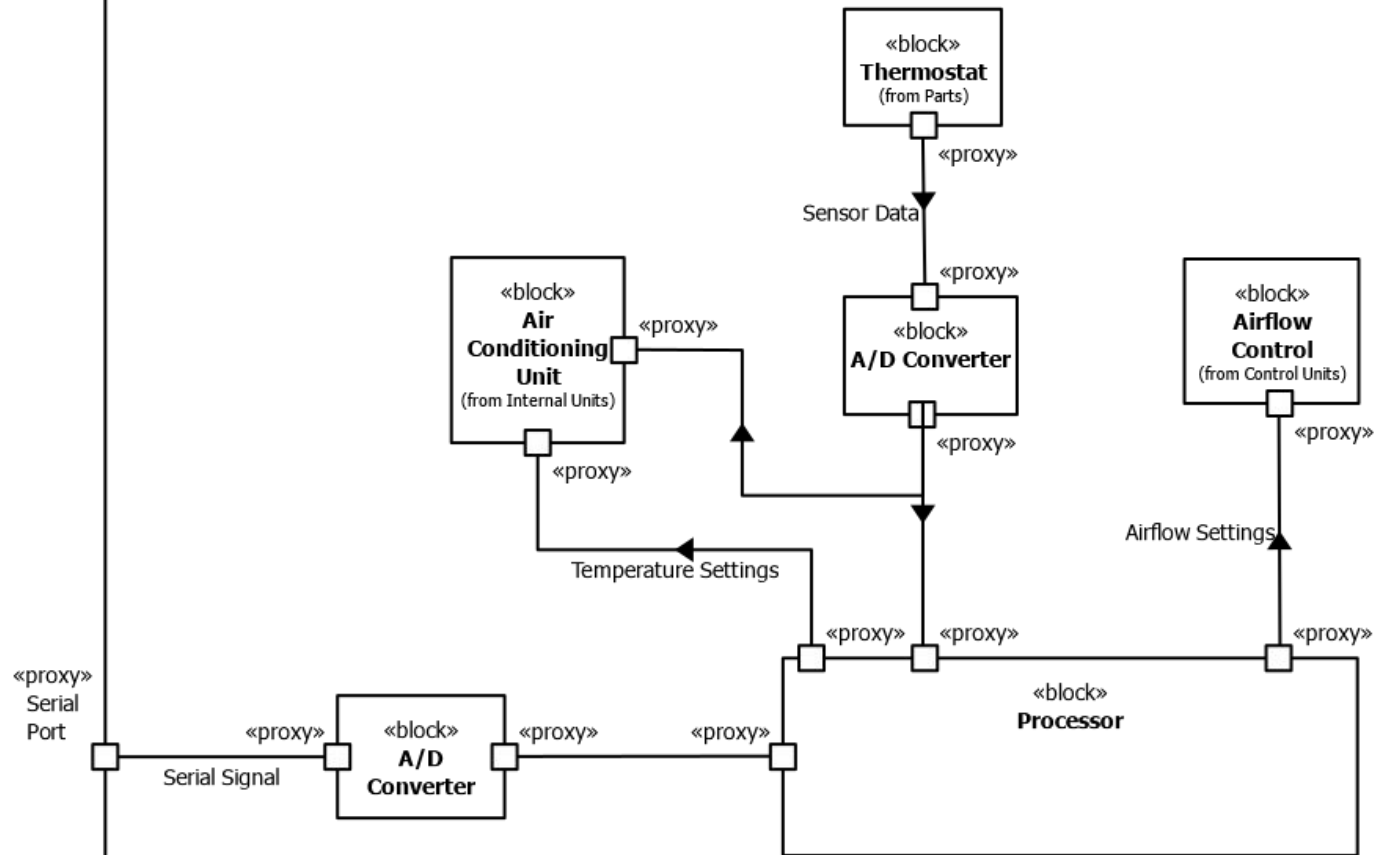 «block»
Thermostat
(from Parts)
«proxy»
Sensor Data
«proxy»
«block»
A/D Converter
«proxy»
«block»
Air
Conditioning
Unit
(from Internal Units)
«proxy»
«proxy»
«block»
Airflow
Control
(from Control Units)
«proxy»
Airflow Settings
Temperature Settings
«proxy»
«proxy»
«proxy»
«block»
Processor
«proxy»
Serial
Port
Serial Signal
«proxy»
«block»
A/D
Converter
«proxy»
«proxy»